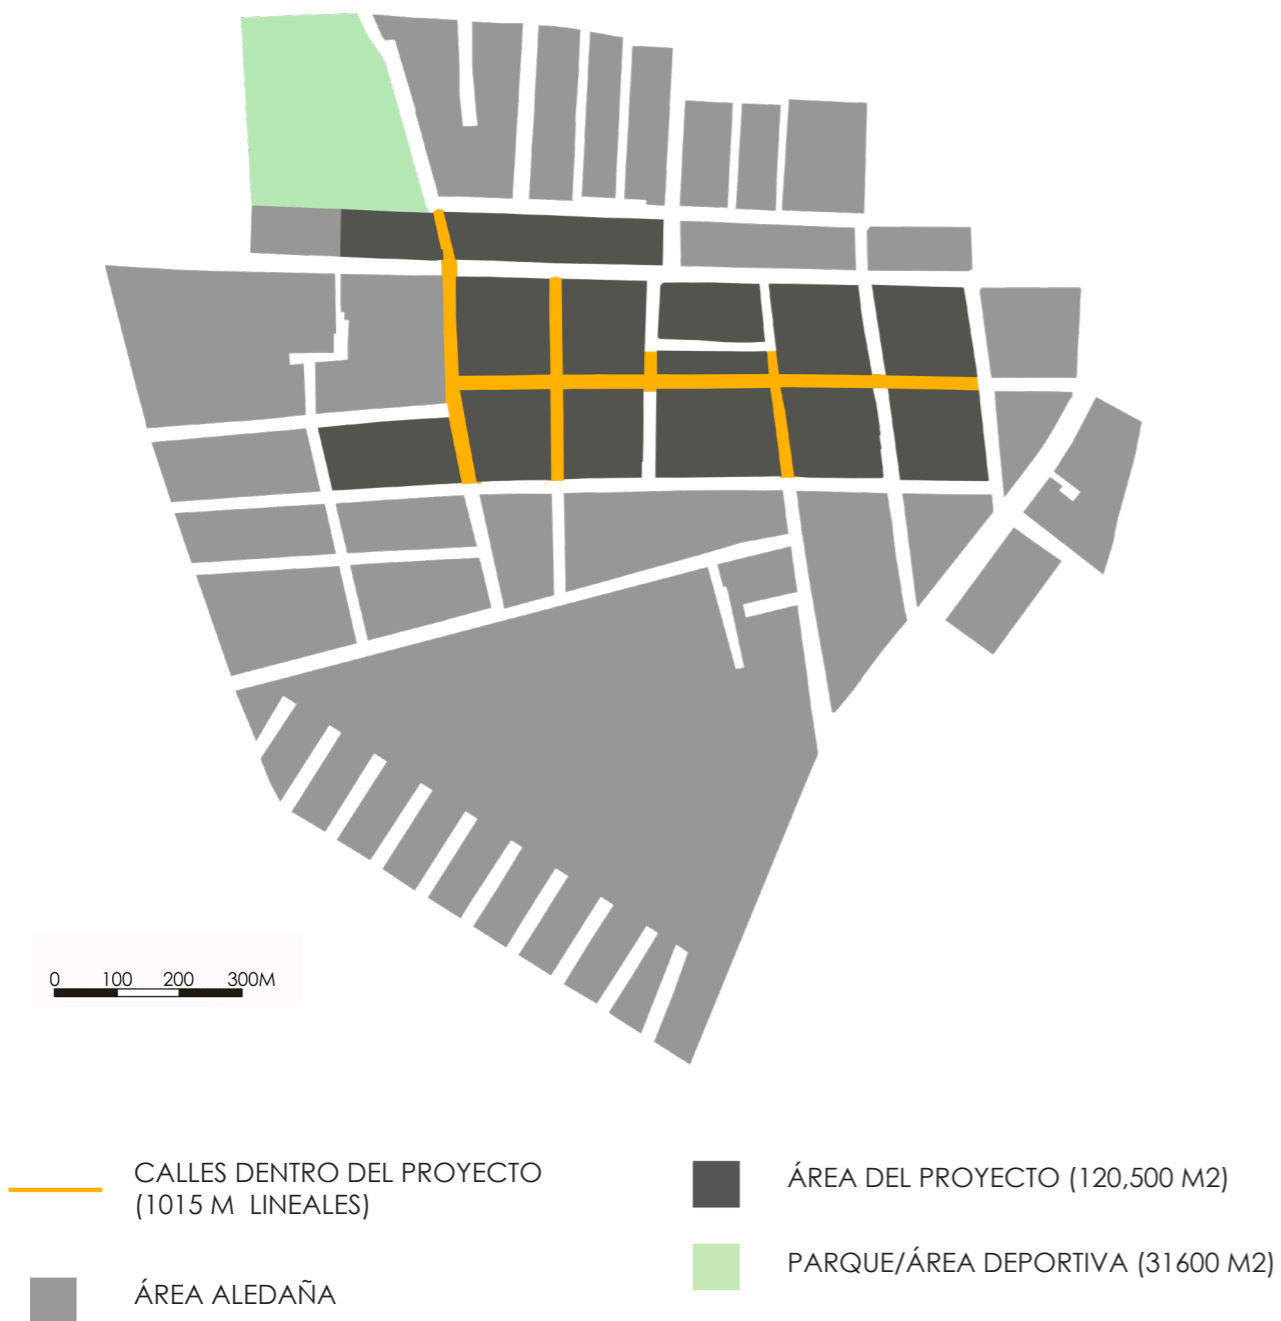 0 100 200 300M
CALLES DENTRO DEL PROYECTO
(1015 M LINEALES)
ÁREA DEL PROYECTO (120,500 M2)
PARQUE/ÁREA DEPORTIVA (31600 M2)
ÁREA ALEDAÑA